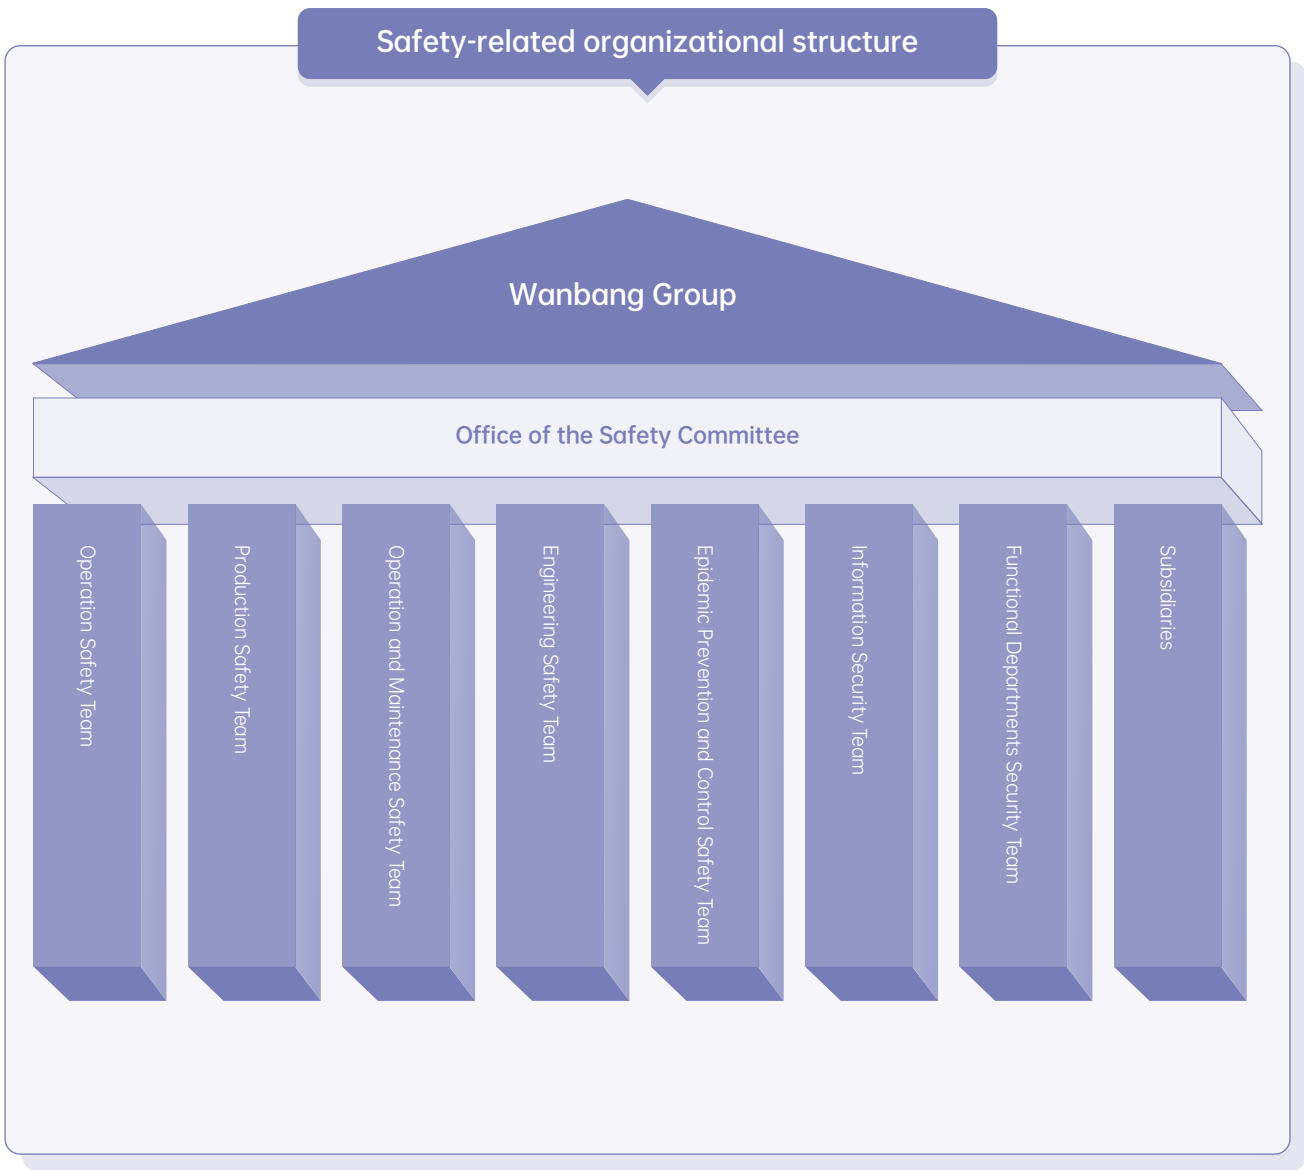 Safety-related organizational structure
Wanbang Group
Office of the Safety Committee
Operation Safety Team
Production Safety Team
Operation and Maintenance Safety Team
Engineering Safety Team
Epidemic Prevention and Control Safety Team
Information Security Team
Functional Departments Security Team
Subsidiaries